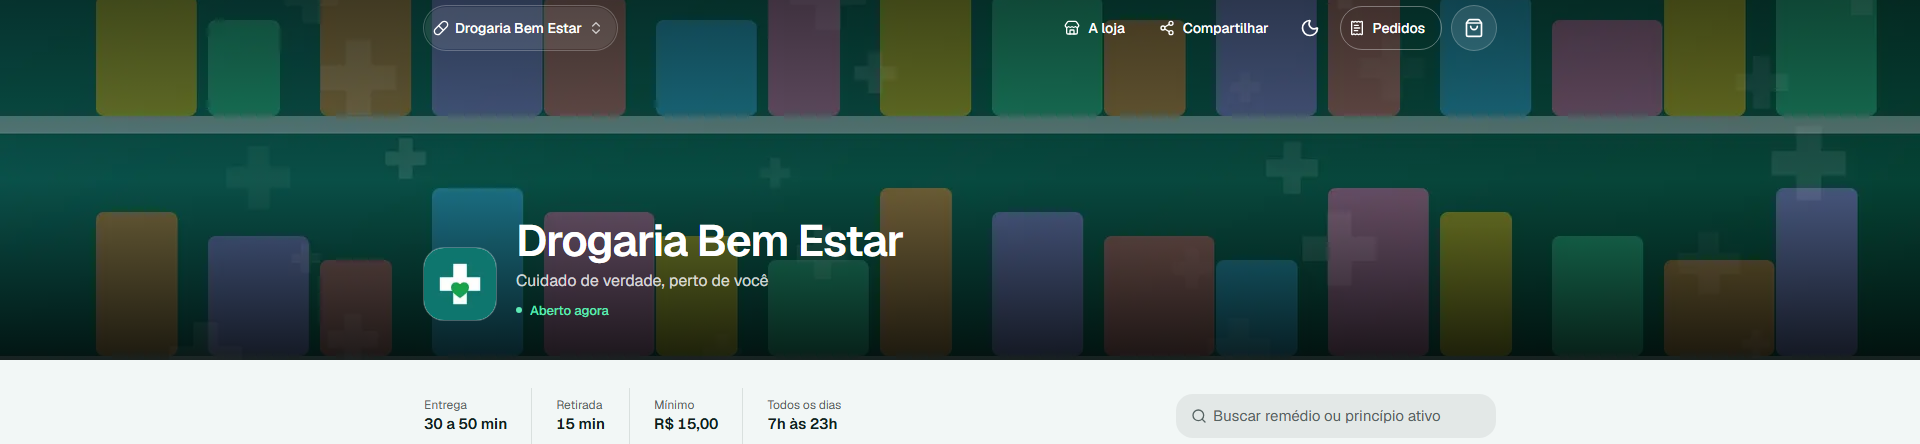 Drogaria Bem Estar
A loja
Compartilhar
Pedidos
Drogaria Bem Estar
Cuidado de verdade, perto de você
Aberto agora
Entrega
30 a 50 min
Retirada
15 min
Mínimo
R$ 15,00
Todos os dias
7h às 23h
Buscar remédio ou princípio ativo